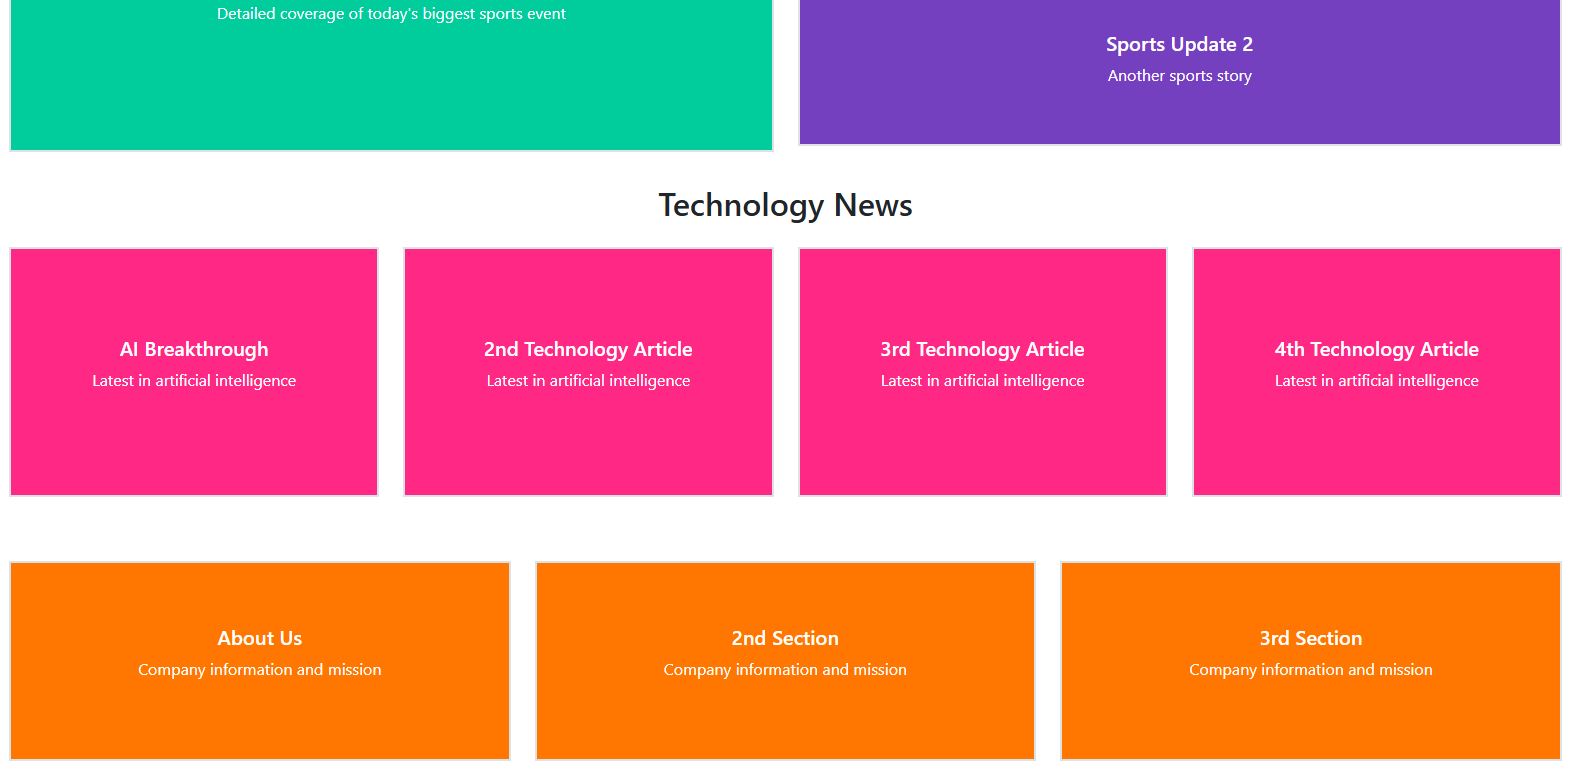 Detailed coverage of today's biggest sports event
Sports Update 2
Another sports story
Technology News
AI Breakthrough
Latest in artificial intelligence
2nd Technology Article
Latest in artificial intelligence
3rd Technology Article
Latest in artificial intelligence
4th Technology Article
Latest in artificial intelligence
About Us
Company information and mission
2nd Section
Company information and mission
3rd Section
Company information and mission